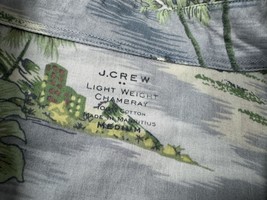 J.CREW
LIGHT WEIGHT
CHAMBRAY
100% COTTON
MADE IN MAURITIUS
MEDIUM